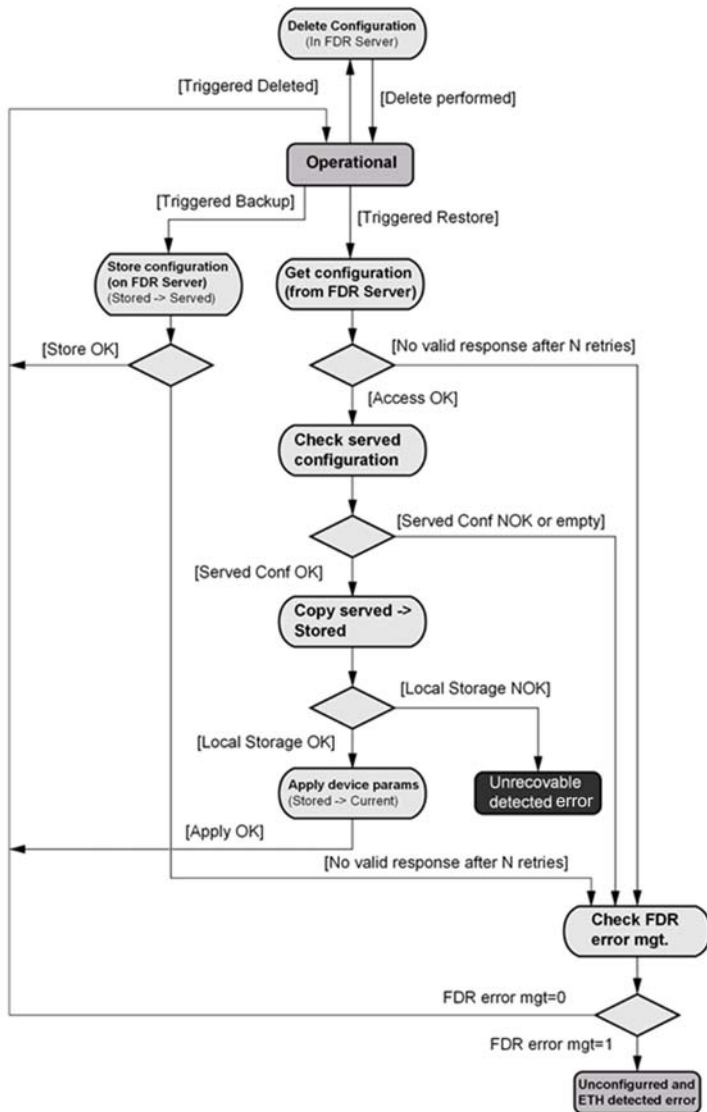 Delete Configuration
(In FDR Server)
[Triggered Deleted]
[Delete performed]
Operational
[Triggered Backup]
[Triggered Restore]
Store configuration
(on FDR Server)
(Stored -> Served)
Get configuration
(from FDR Server)
[Store OK]
[No valid response after N retries]
[Access OK]
Check served
configuration
[Served Conf NOK or empty]
[Served Conf OK]
Copy served ->
Stored
[Local Storage NOK]
[Local Storage OK]
Apply device params
(Stored -> Current)
Unrecovable
detected error
[Apply OK]
[No valid response after N retries]
Check FDR
error mgt.
FDR error mgt=0
FDR error mgt=1
Unconfigurred and
ETH detected error